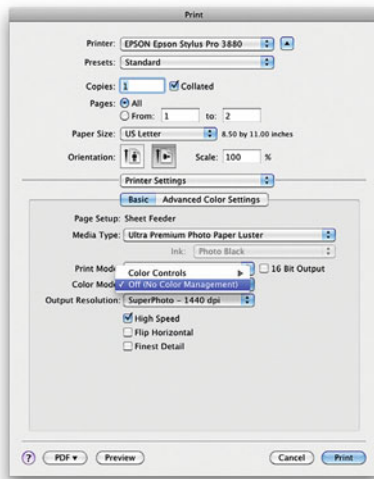 Print
Printer: EPSON Epson Stylus Pro 3880
Presets: Standard
Copies: 1 Collated
Pages: All
From: 1 to: 2
Paper Size: US Letter 8.50 by 11.00 inches
Orientation: Scale: 100 %
Printer Settings
Basic Advanced Color Settings
Page Setup: Sheet Feeder
Media Type: Ultra Premium Photo Paper Luster
Ink: Photo Black
Print Mod 16 Bit Output
Color Controls
Color Mod ✓ Off (No Color Management)
Output Resolution: SuperPhoto - 1440 dpi
High Speed
Flip Horizontal
Finest Detail
? PDF ▾ Preview Cancel Print